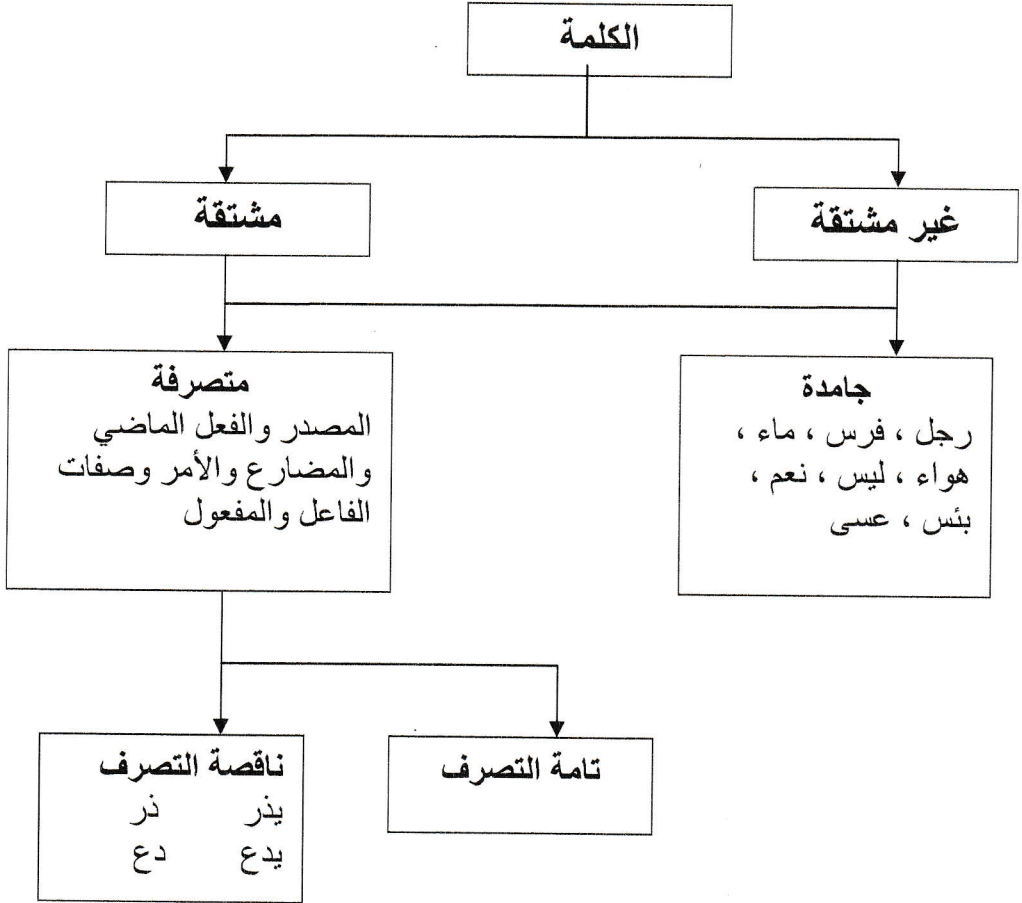 الكلمة
غير مشتقة
مشتقة
جامدة
رجل ، فرس ، ماء ،
هواء ، ليس ، نعم ،
بئس ، عسى
متصرفة
المصدر والفعل الماضي
والمضارع والأمر وصفات
الفاعل والمفعول
تامة التصرف
ناقصة التصرف
يذر ذر
يدع دع